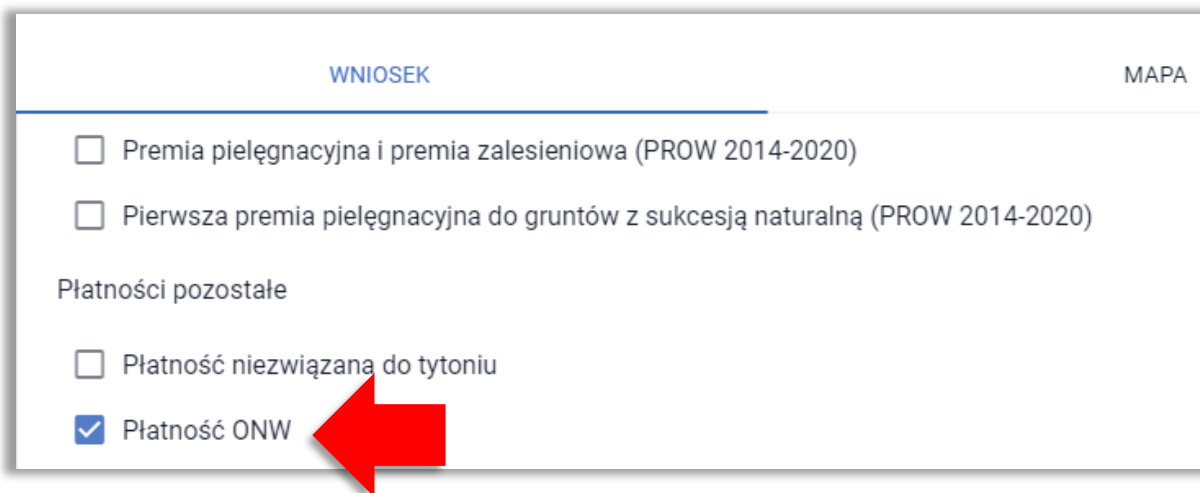 WNIOSEK MAPA
Premia pielęgnacyjna i premia zalesieniowa (PROW 2014-2020)
Pierwsza premia pielęgnacyjna do gruntów z sukcesją naturalną (PROW 2014-2020)
Płatności pozostałe
Płatność niezwiązana do tytoniu
Płatność ONW